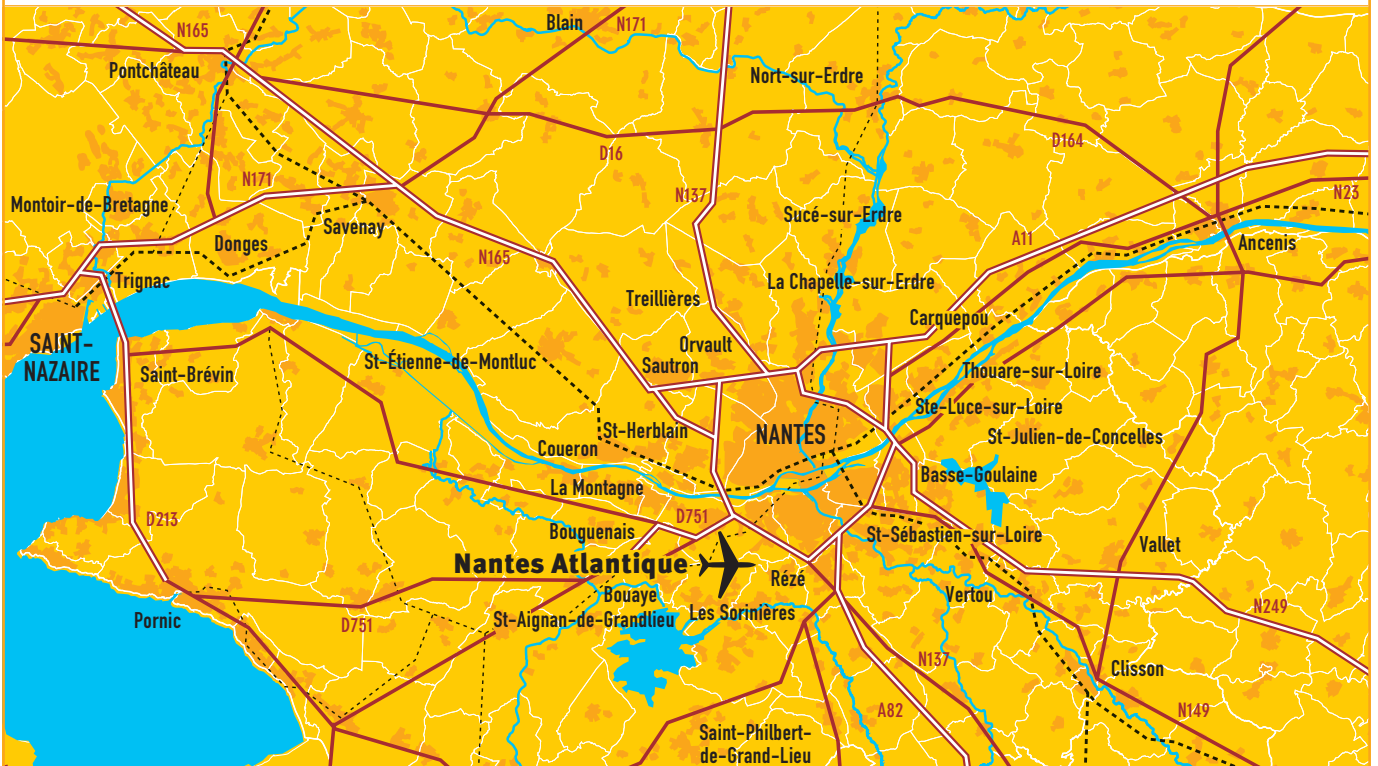 Blain
N171
N165
Pontchâteau
Nort-sur-Erdre
D16
D164
N171
N137
N23
Montoir-de-Bretagne
Donges
Savenay
Sucé-sur-Erdre
A11
Ancenis
N165
Trignac
La Chapelle-sur-Erdre
Treillières
Carquepou
SAINT-
NAZAIRE
Orvault
Sautron
St-Étienne-de-Montluc
Saint-Brévin
Thouare-sur-Loire
Ste-Luce-sur-Loire
St-Herblain
NANTES
St-Julien-de-Concelles
Coueron
Basse-Goulaine
La Montagne
D213
D751
Bouguenais
St-Sébastien-sur-Loire
Vallet
Nantes Atlantique
Rézé
Bouaye
Vertou
N249
Pornic
D751
St-Aignan-de-Grandlieu
Les Sorinières
N137
Clisson
A82
N149
Saint-Philbert-
de-Grand-Lieu